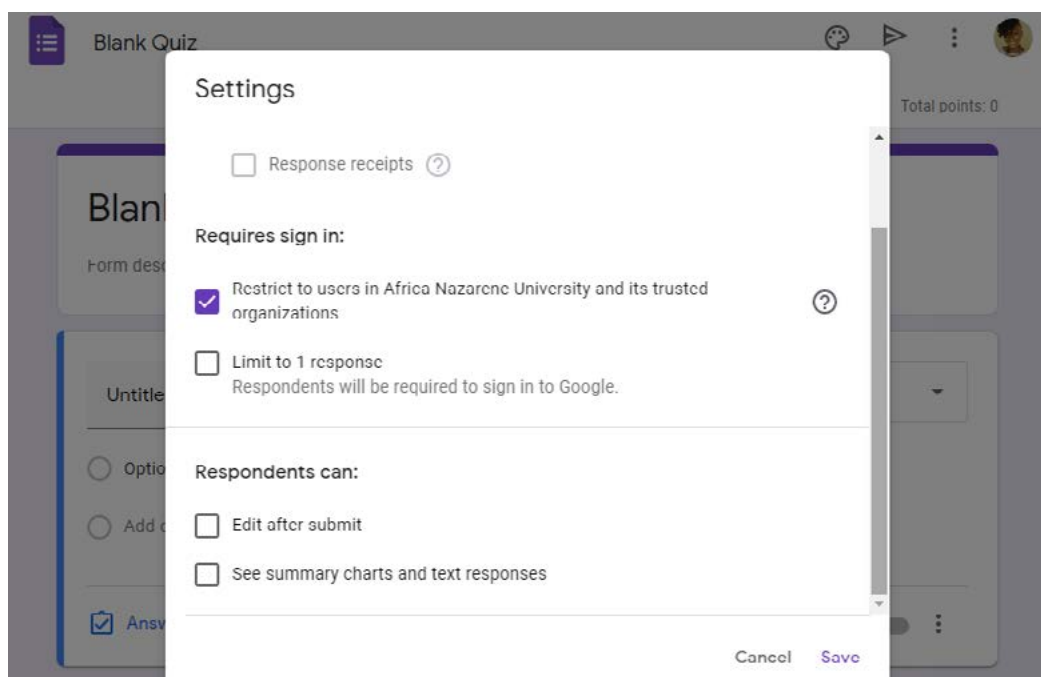 Blank Quiz
Settings
Total points: 0
Response receipts
Blan
Requires sign in:
Form desc
Restrict to users in Africa Nazarene University and its trusted
organizations
Limit to 1 response
Respondents will be required to sign in to Google.
Untitle
Respondents can:
Optio
Edit after submit
Add o
See summary charts and text responses
Answ
Cancel Save